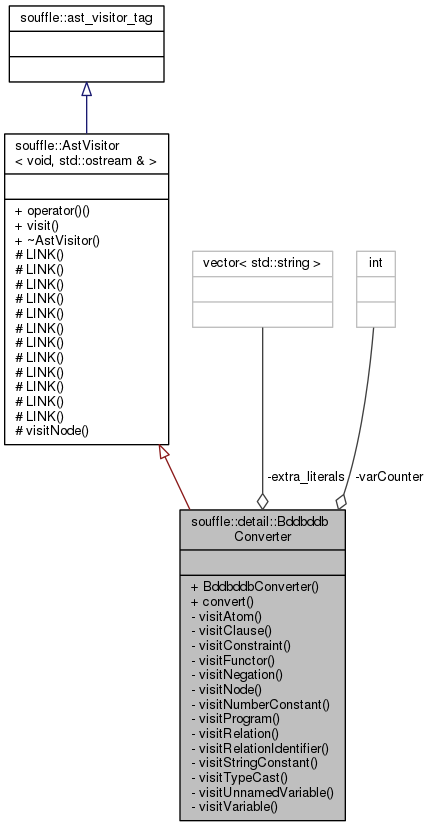 souffle::ast_visitor_tag
souffle::AstVisitor
< void, std::ostream & >
+ operator()()
+ visit()
+ ~AstVisitor()
# LINK()
# LINK()
# LINK()
# LINK()
# LINK()
# LINK()
# LINK()
# LINK()
# LINK()
# LINK()
# LINK()
# LINK()
# visitNode()
vector< std::string >
int
-extra_literals
-varCounter
souffle::detail::Bddbddb
Converter
+ BddbddbConverter()
+ convert()
- visitAtom()
- visitClause()
- visitConstraint()
- visitFunctor()
- visitNegation()
- visitNode()
- visitNumberConstant()
- visitProgram()
- visitRelation()
- visitRelationIdentifier()
- visitStringConstant()
- visitTypeCast()
- visitUnnamedVariable()
- visitVariable()